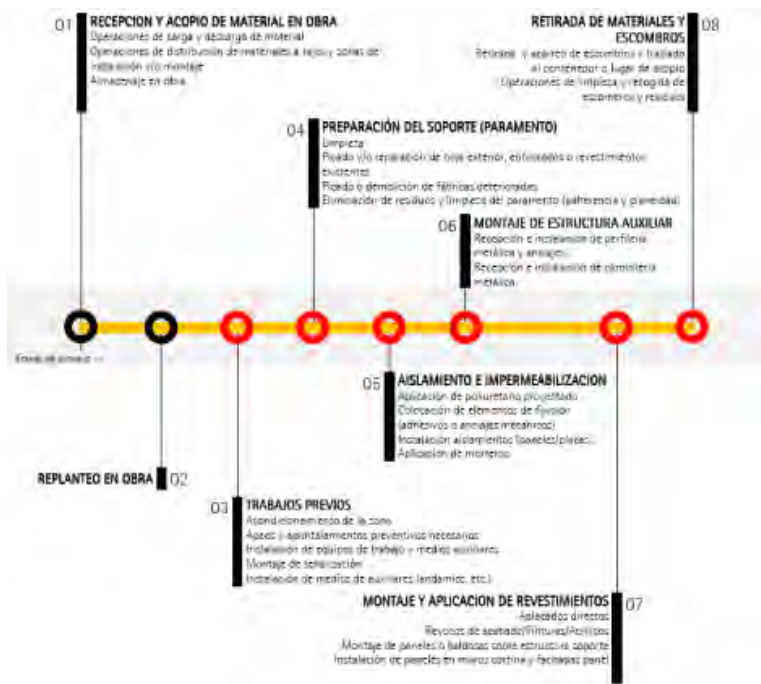 01
RECEPCION Y ACOPIO DE MATERIAL EN OBRA
Operaciones de carga y descarga de material
Operaciones de distribución de materiales a tajos y zonas de
instalación y/o montaje
Almacenaje en obra
RETIRADA DE MATERIALES Y
ESCOMBROS
08
Retirada y acarreo de escombros y traslado
al contenedor o lugar de acopio
Operaciones de limpieza y recogida de
escombros y residuos
04
PREPARACIÓN DEL SOPORTE (PARAMENTO)
Limpieza
Picado y/o reparación de hoja exterior, enfoscados o revestimientos
existentes
Picado o demolición de fábricas deterioradas
Eliminación de residuos y limpieza del paramento (adherencia y planeidad)
06
MONTAJE DE ESTRUCTURA AUXILIAR
Recepción e instalación de perfilería
metálica y anclajes
Recepción e instalación de carpintería
metálica
05
AISLAMIENTO E IMPERMEABILIZACION
Aplicación de poliuretano proyectado
Colocación de elementos de fijación
(adhesivos o anclajes mecánicos)
Instalación aislamientos (paneles/placas)
Aplicación de morteros
REPLANTEO EN OBRA
02
03
TRABAJOS PREVIOS
Acondicionamiento de la zona
Apeos y apuntalamientos preventivos necesarios
Instalación de equipos de trabajo y medios auxiliares
Montaje de señalización
Instalación de medios de auxiliares (andamios, etc.)
MONTAJE Y APLICACION DE REVESTIMIENTOS
07
Aplacados directos
Revocos de acabado/Pinturas/Acrílicos
Montaje de paneles o baldosas sobre estructura soporte
Instalación de paneles en muros cortina y fachadas panel